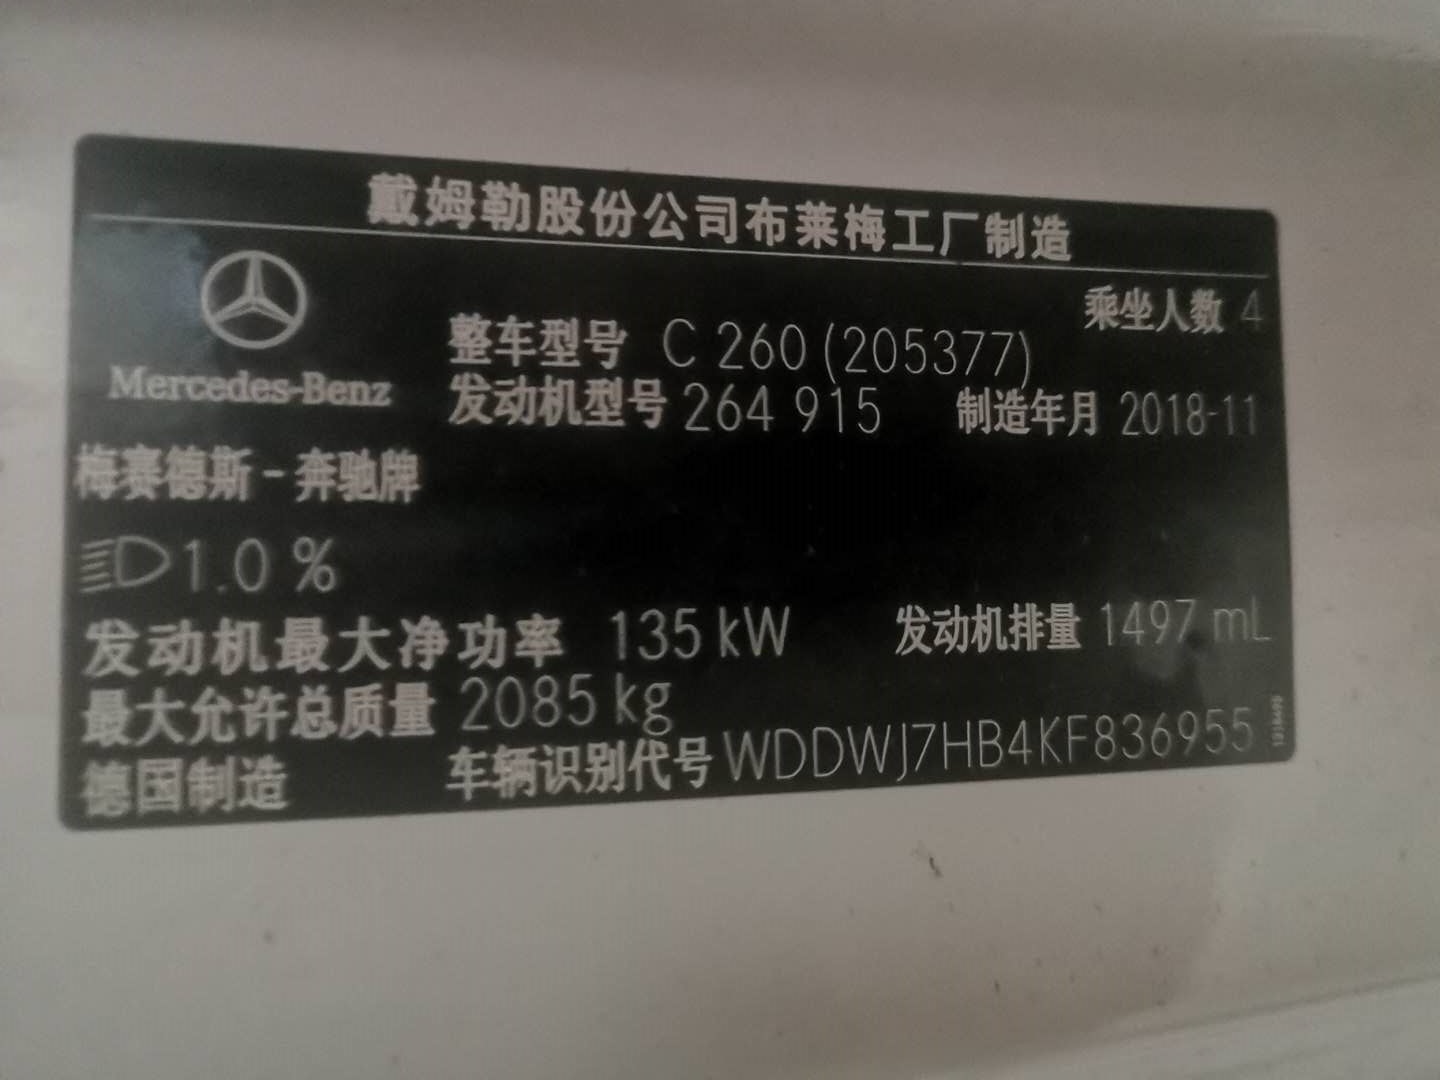 戴姆勒股份公司布莱梅工厂制造
乘坐人数 4
整车型号 C 260 (205377)
Mercedes-Benz
发动机型号 264 915 制造年月 2018-11
梅赛德斯-奔驰牌
1.0 %
发动机最大净功率 135 kW 发动机排量 1497 mL
最大允许总质量 2085 kg
德国制造 车辆识别代号 WDDWJ7HB4KF836955